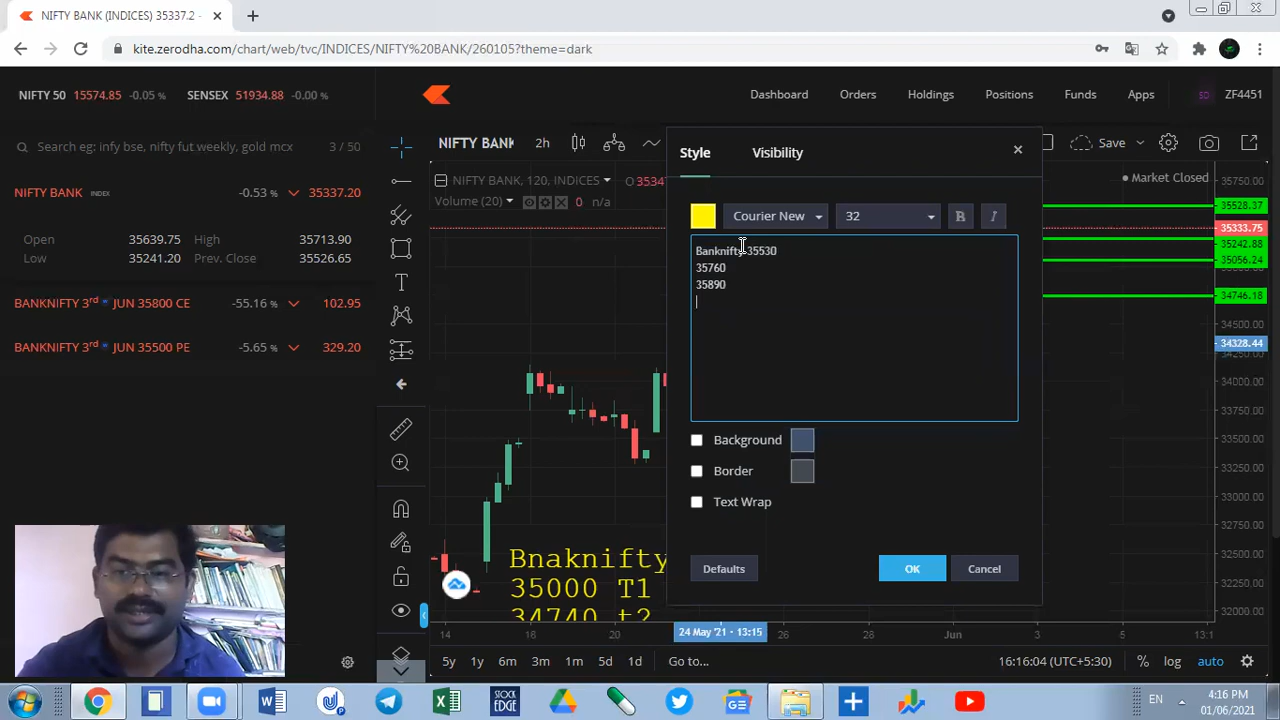 NIFTY BANK (INDICES) 35337.2 -
kite.zerodha.com/chart/web/tvc/INDICES/NIFTY%20BANK/260105?theme=dark
NIFTY 50 15574.85 -0.05 % SENSEX 51934.88 -0.00 %
Dashboard Orders Holdings Positions Funds Apps SD ZF4451
Search eg: infy bse, nifty fut weekly, gold mcx 3 / 50
NIFTY BANK INDEX -0.53 % 35337.20
Open 35639.75 High 35713.90
Low 35241.20 Prev. Close 35526.65
BANKNIFTY 3rd w JUN 35800 CE -55.16 % 102.95
BANKNIFTY 3rd w JUN 35500 PE -5.65 % 329.20
NIFTY BANK 2h Save
NIFTY BANK, 120, INDICES O3534
Volume (20) 0 n/a
Market Closed
Style Visibility
Courier New 32 B I
Banknifty 35530
35760
35890
Background
Border
Text Wrap
Defaults OK Cancel
Bnaknifty
35000 T1
34740 t2
35750.00
35528.37
35333.75
35242.88
35056.24
34746.18
34500.00
34328.44
34000.00
33750.00
33500.00
33250.00
33000.00
32750.00
32500.00
32250.00
32000.00
14 18 20 24 May '21 - 13:15 26 28 Jun 3 5 13:1
5y 1y 6m 3m 1m 5d 1d Go to... 16:16:04 (UTC+5:30) % log auto
STOCK EDGE
EN 4:16 PM
01/06/2021